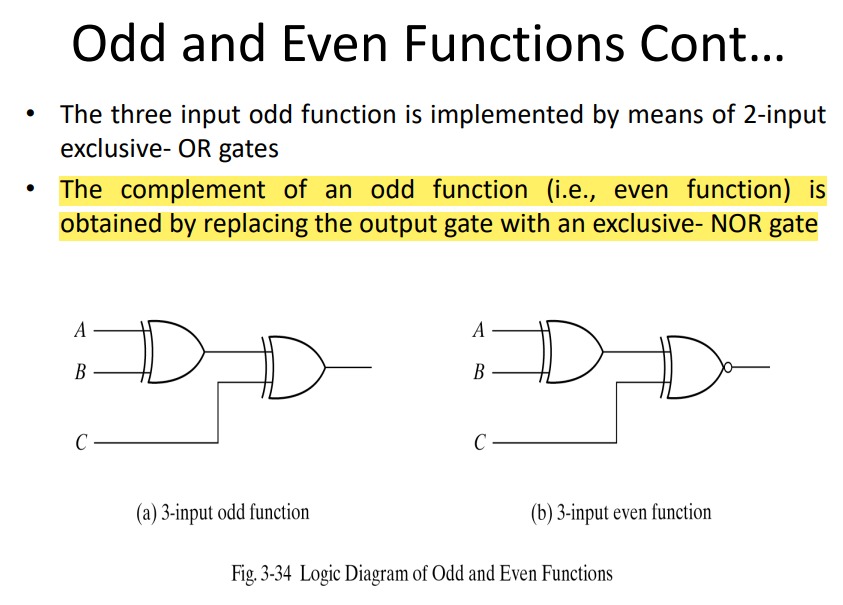 Odd and Even Functions Cont...
• The three input odd function is implemented by means of 2-input
exclusive- OR gates
• The complement of an odd function (i.e., even function) is
obtained by replacing the output gate with an exclusive- NOR gate
A
B
C
A
B
C
(a) 3-input odd function
(b) 3-input even function
Fig. 3-34 Logic Diagram of Odd and Even Functions